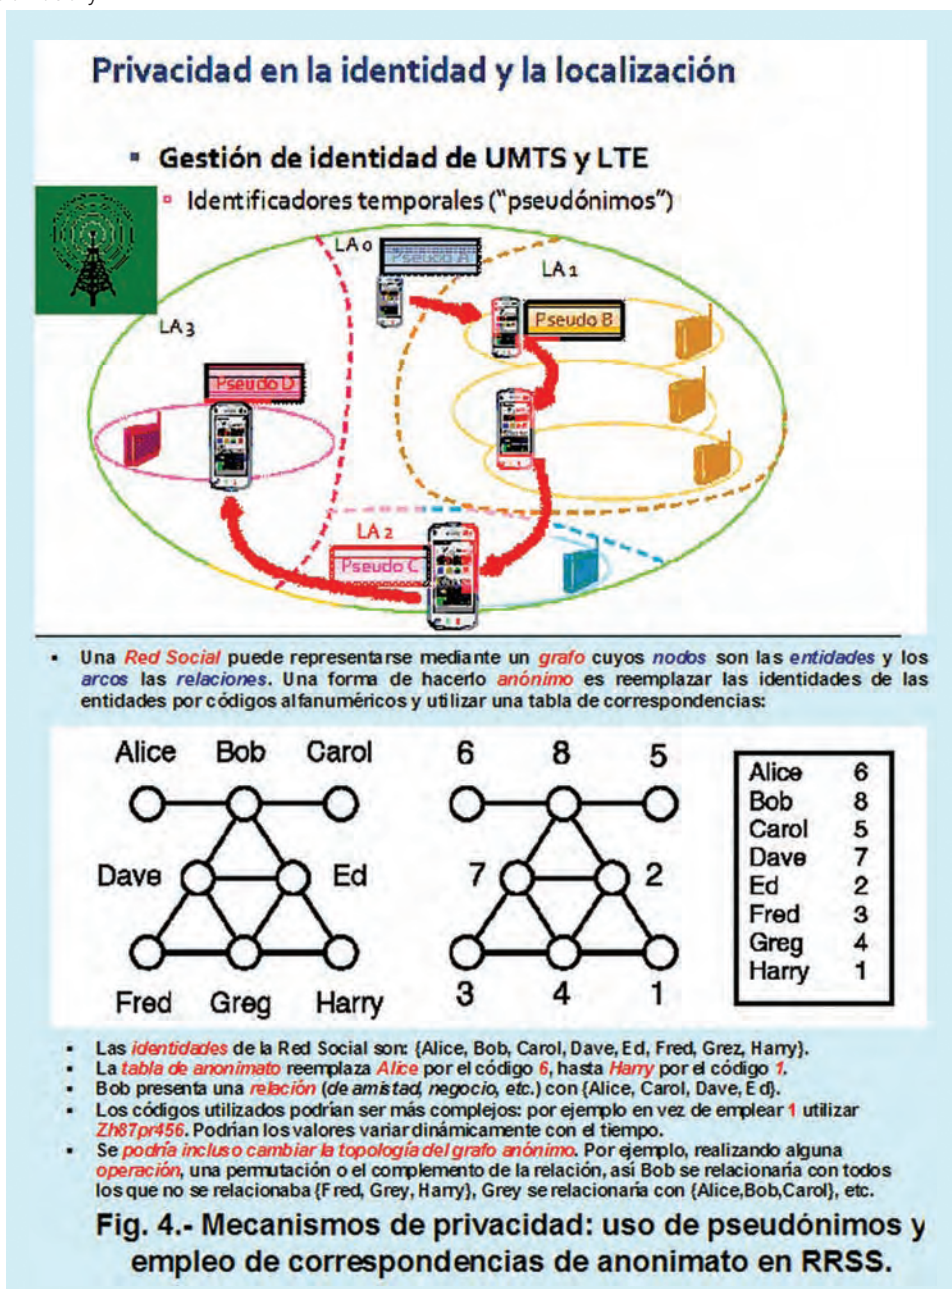 Privacidad en la identidad y la localización
▪ Gestión de identidad de UMTS y LTE
▫ Identificadores temporales ("pseudónimos")
LA 0
Pseudo A
LA 1
Pseudo B
LA 3
Pseudo D
LA 2
Pseudo C
▪ Una Red Social puede representarse mediante un grafo cuyos nodos son las entidades y los
arcos las relaciones. Una forma de hacerlo anónimo es reemplazar las identidades de las
entidades por códigos alfanuméricos y utilizar una tabla de correspondencias:
Alice Bob Carol
Dave Ed
Fred Greg Harry
6 8 5
7 2
3 4 1
Alice 6
Bob 8
Carol 5
Dave 7
Ed 2
Fred 3
Greg 4
Harry 1
▪ Las identidades de la Red Social son: {Alice, Bob, Carol, Dave, Ed, Fred, Grez, Harry}.
▪ La tabla de anonimato reemplaza Alice por el código 6, hasta Harry por el código 1.
▪ Bob presenta una relación (de amistad, negocio, etc.) con {Alice, Carol, Dave, Ed}.
▪ Los códigos utilizados podrían ser más complejos: por ejemplo en vez de emplear 1 utilizar
Zh87pr456. Podrían los valores variar dinámicamente con el tiempo.
▪ Se podría incluso cambiar la topología del grafo anónimo. Por ejemplo, realizando alguna
operación, una permutación o el complemento de la relación, así Bob se relacionaría con todos
los que no se relacionaba {Fred, Grey, Harry}, Grey se relacionaría con {Alice,Bob,Carol}, etc.
Fig. 4.- Mecanismos de privacidad: uso de pseudónimos y
empleo de correspondencias de anonimato en RRSS.